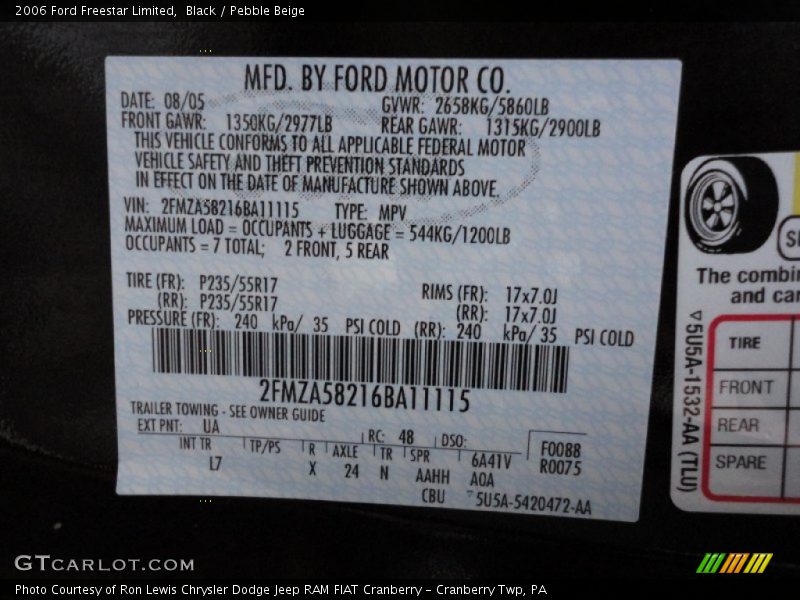 2006 Ford Freestar Limited, Black / Pebble Beige
MFD. BY FORD MOTOR CO.
DATE: 08/05 GVWR: 2658KG/5860LB
FRONT GAWR: 1350KG/2977LB REAR GAWR: 1315KG/2900LB
THIS VEHICLE CONFORMS TO ALL APPLICABLE FEDERAL MOTOR
VEHICLE SAFETY AND THEFT PREVENTION STANDARDS
IN EFFECT ON THE DATE OF MANUFACTURE SHOWN ABOVE.
VIN: 2FMZA58216BA11115 TYPE: MPV
MAXIMUM LOAD = OCCUPANTS + LUGGAGE = 544KG/1200LB
OCCUPANTS = 7 TOTAL; 2 FRONT, 5 REAR
TIRE (FR): P235/55R17 RIMS (FR): 17x7.0J
(RR): P235/55R17 (RR): 17x7.0J
PRESSURE (FR): 240 kPa/ 35 PSI COLD (RR): 240 kPa/ 35 PSI COLD
2FMZA58216BA11115
TRAILER TOWING - SEE OWNER GUIDE
EXT PNT: UA RC: 48 DSO:
INT TR TP/PS R AXLE TR SPR 6A41V F0088
L7 X 24 N AAHH A0A R0075
CBU 5U5A-5420472-AA
The combin
and car
TIRE
FRONT
REAR
SPARE
5U5A-1532-AA (TLU)
GTCARLOT.COM
Photo Courtesy of Ron Lewis Chrysler Dodge Jeep RAM FIAT Cranberry – Cranberry Twp, PA